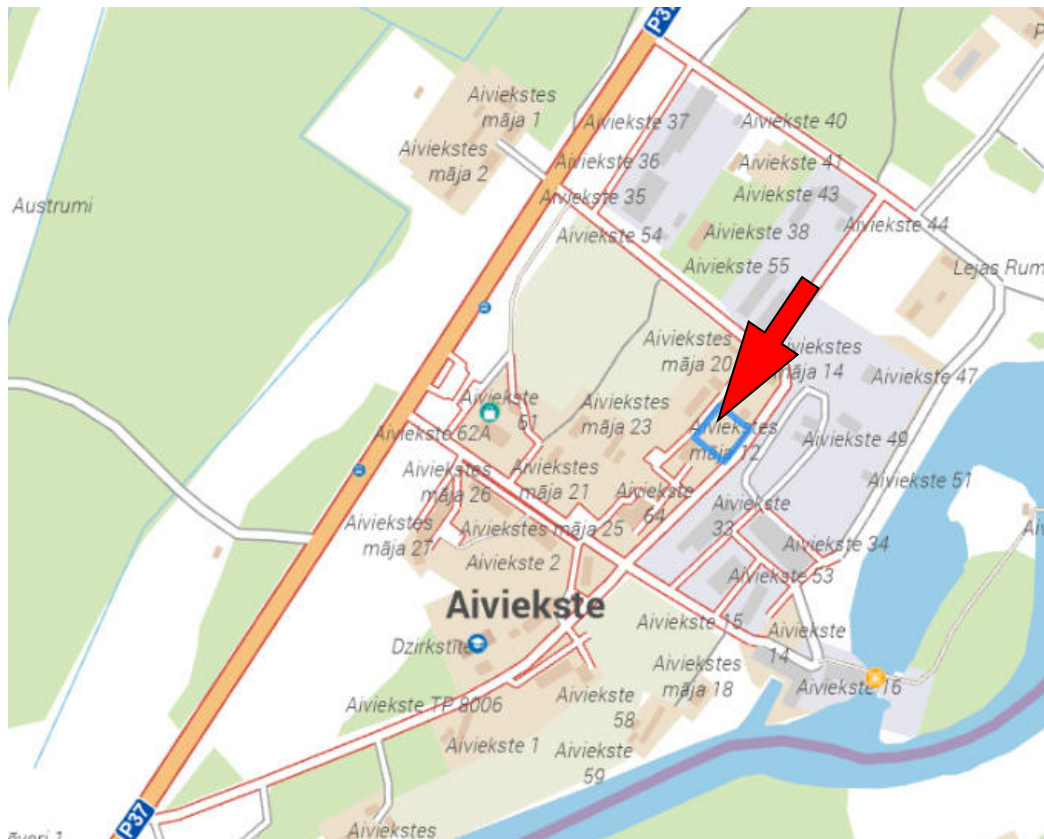 P37
Aiviekstes
māja 1
Aiviekste 37
Aiviekste 40
Aiviekstes
māja 2
Aiviekste 36
Aiviekste 41
Austrumi
Aiviekste 35
Aiviekste 43
Aiviekste 54
Aiviekste 38
Aiviekste 44
Aiviekste 55
Lejas Rum
Aiviekstes
māja 20
Aiviekstes
māja 14
Aiviekste 47
Aiviekste
61
Aiviekstes
māja 23
Aiviekstes
māja 12
Aiviekste 62A
Aiviekste 49
Aiviekstes
māja 26
Aiviekstes
māja 21
Aiviekste
64
Aiviekste
33
Aiviekste 51
Aiviekstes
māja 27
Aiviekstes māja 25
Aiviekste 34
Aiviekste 2
Aiviekste 53
Aiviekste
Dzirkstīte
Aiviekste 15
Aiviekste
14
Aiviekstes
māja 18
Aiviekste 16
Aiviekste TP 8006
Aiviekste
58
Aiviekste 1
Aiviekste
59
P37
Aiviekstes